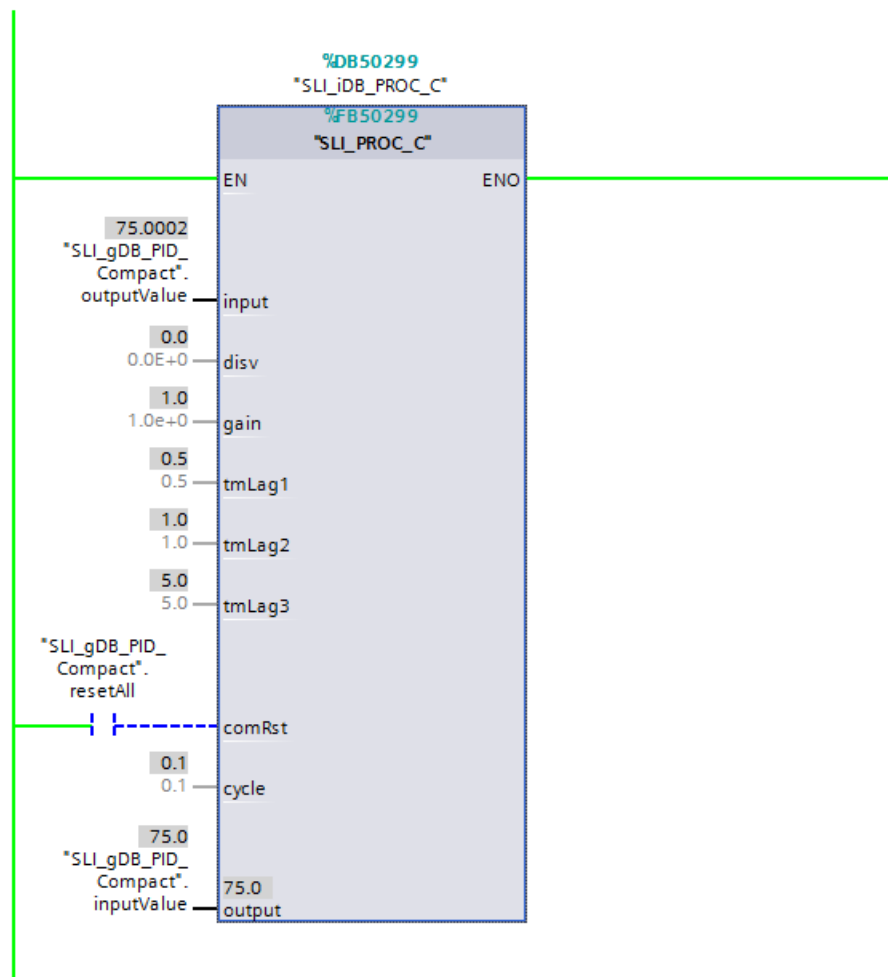 %DB50299
"SLI_iDB_PROC_C"
%FB50299
"SLI_PROC_C"
EN
ENO
75.0002
"SLI_gDB_PID_
Compact".
outputValue
input
0.0
0.0E+0
disv
1.0
1.0e+0
gain
0.5
0.5
tmLag1
1.0
1.0
tmLag2
5.0
5.0
tmLag3
"SLI_gDB_PID_
Compact".
resetAll
comRst
0.1
0.1
cycle
75.0
"SLI_gDB_PID_
Compact".
inputValue
75.0
output